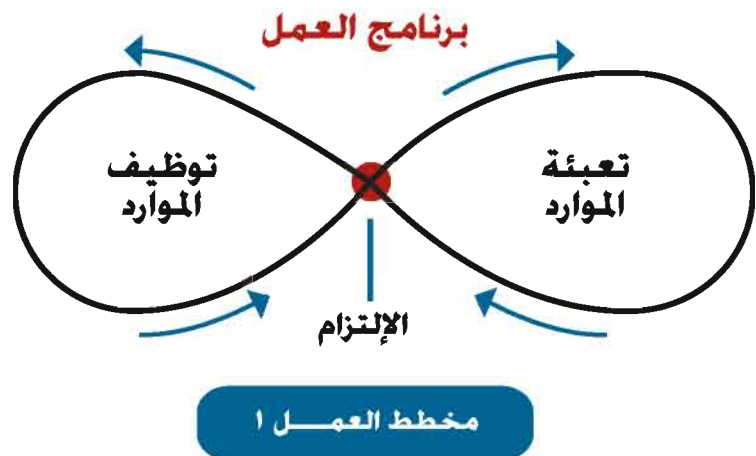 برنامج العمل
تعبئة
الموارد
توظيف
الموارد
الإلتزام
مخطط العمـــل ١